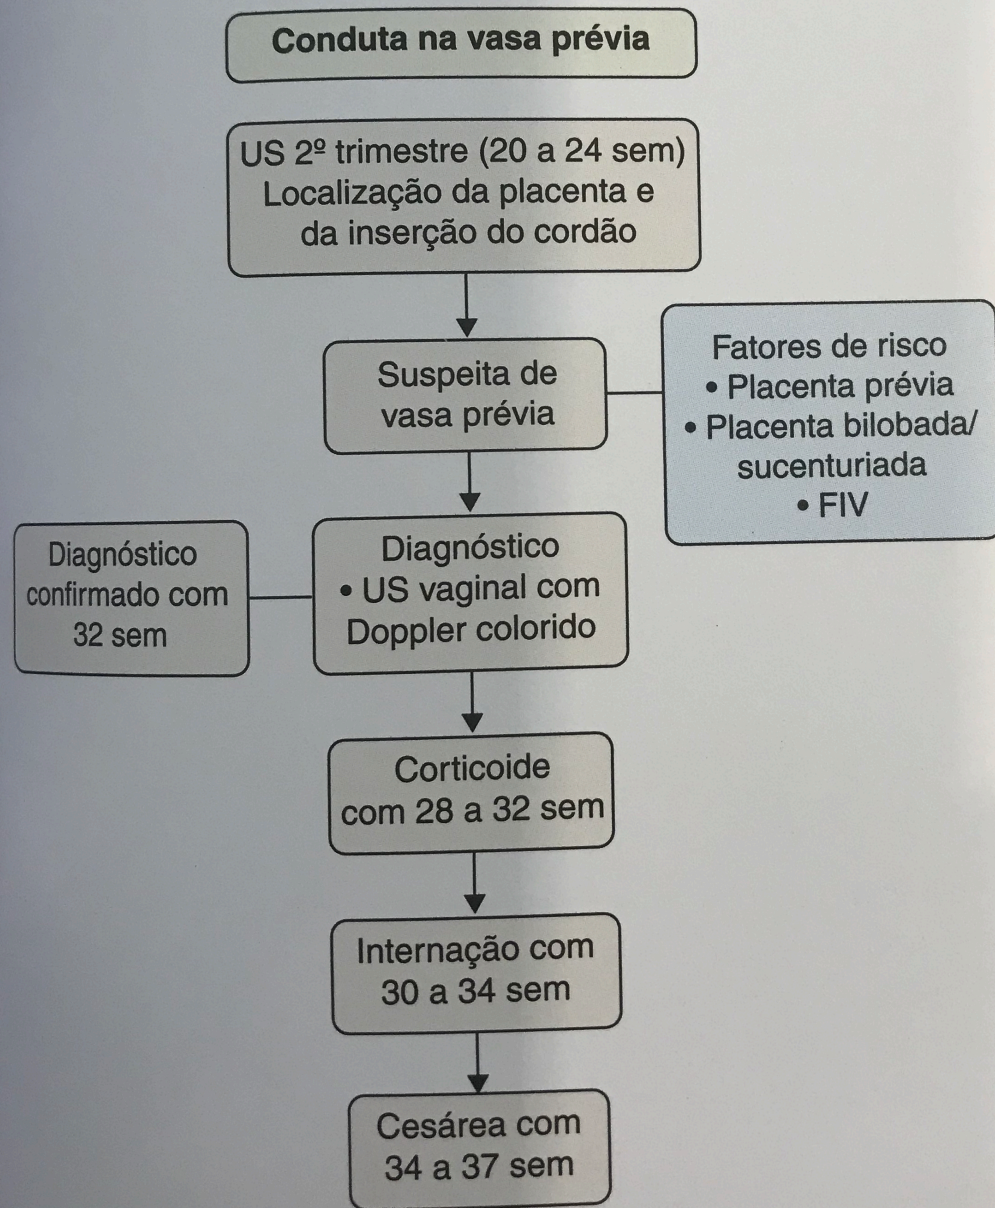 Conduta na vasa prévia
US 2º trimestre (20 a 24 sem)
Localização da placenta e
da inserção do cordão
Suspeita de
vasa prévia
Fatores de risco
• Placenta prévia
• Placenta bilobada/
sucenturiada
• FIV
Diagnóstico
confirmado com
32 sem
Diagnóstico
• US vaginal com
Doppler colorido
Corticoide
com 28 a 32 sem
Internação com
30 a 34 sem
Cesárea com
34 a 37 sem